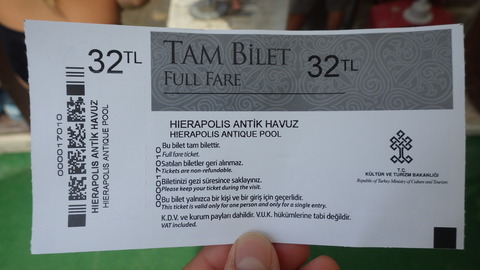 32TL
000017010
HIERAPOLIS ANTİK HAVUZ
HIERAPOLIS ANTIQUE POOL
TAM BİLET
FULL FARE
32TL
HIERAPOLIS ANTİK HAVUZ
HIERAPOLIS ANTIQUE POOL
000017010
Bu bilet tam bilettir.
Full fare ticket.
Satılan biletler geri alınmaz.
Tickets are non-refundable.
Biletinizi gezi süresince saklayınız.
Please keep your ticket during the visit.
Bu bilet yalnızca bir kişi ve bir giriş için geçerlidir.
This ticket is valid only for one person and only for a single entry.
K.D.V. ve kurum payları dahildir. V.U.K. hükümlerine tabi değildir.
VAT included.
T.C.
KÜLTÜR VE TURİZM BAKANLIĞI
Republic of Turkey Ministry of Culture and Tourism